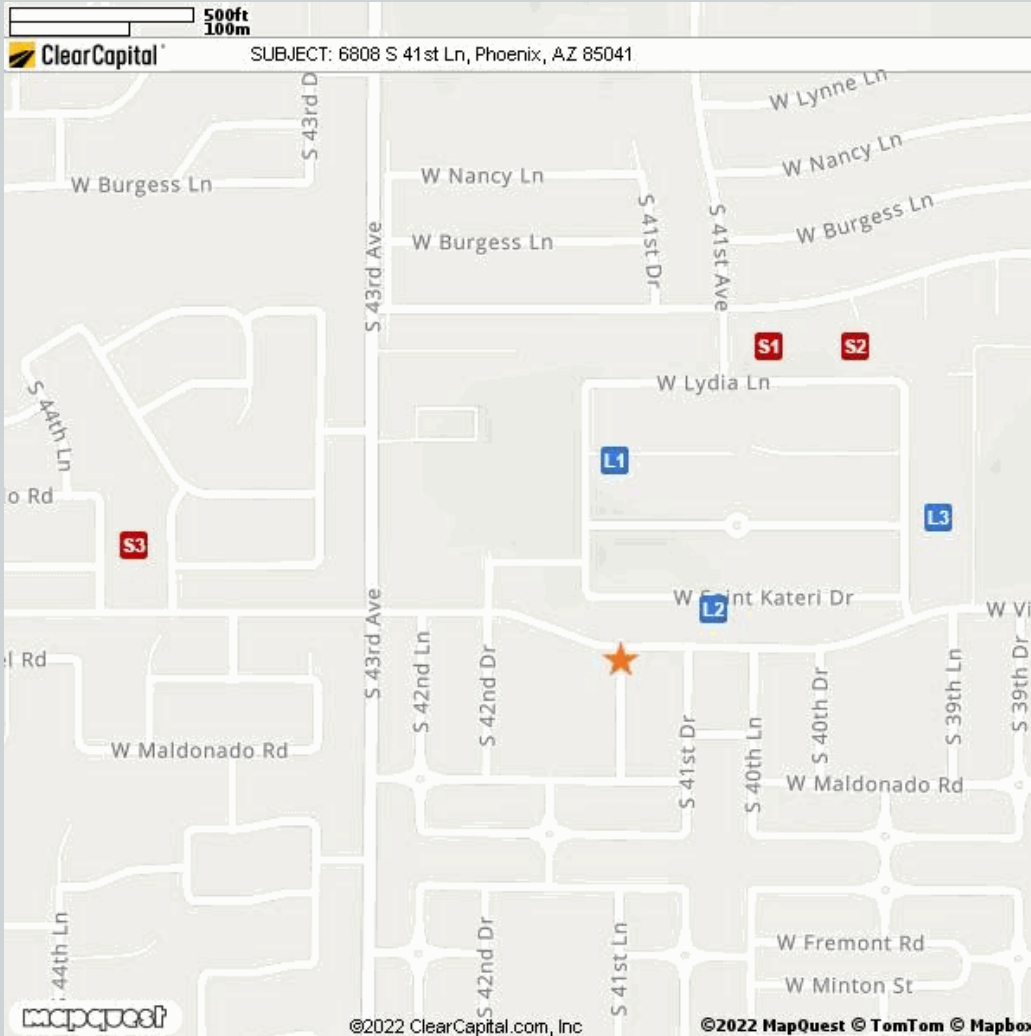 500ft
100m
ClearCapital
SUBJECT: 6808 S 41st Ln, Phoenix, AZ 85041
W Lynne Ln
S 43rd D
W Nancy Ln
W Nancy Ln
W Burgess Ln
W Burgess Ln
W Burgess Ln
S 41st Dr
S 41st Ave
S 43rd Ave
S1
S2
W Lydia Ln
S 44th Ln
L1
o Rd
L3
S3
W Saint Kateri Dr
L2
W Vi
S 43rd Ave
el Rd
S 42nd Ln
S 42nd Dr
S 41st Dr
S 40th Ln
S 40th Dr
S 39th Ln
S 39th Dr
W Maldonado Rd
W Maldonado Rd
S 44th Ln
S 42nd Dr
S 41st Ln
W Fremont Rd
W Minton St
mapquest
©2022 ClearCapital.com, Inc
©2022 MapQuest © TomTom © Mapbox